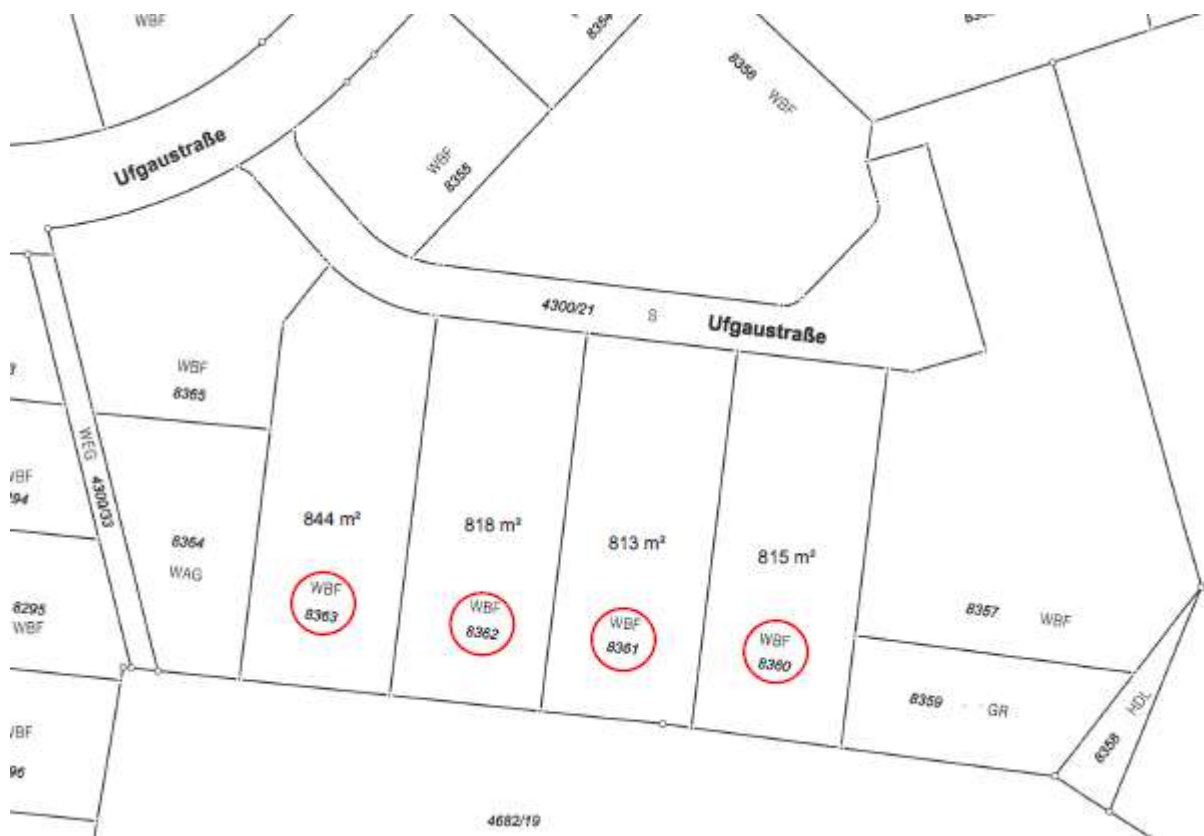 WBF
8354
8356
WBF
Ufgaustraße
WBF
8355
4300/21
S
Ufgaustraße
WBF
8365
WEG
4300/33
844 m²
818 m²
813 m²
815 m²
8364
WAG
WBF
8363
WBF
8362
WBF
8361
WBF
8360
8295
WBF
8357
WBF
8359
GR
8358
HDL
4682/19